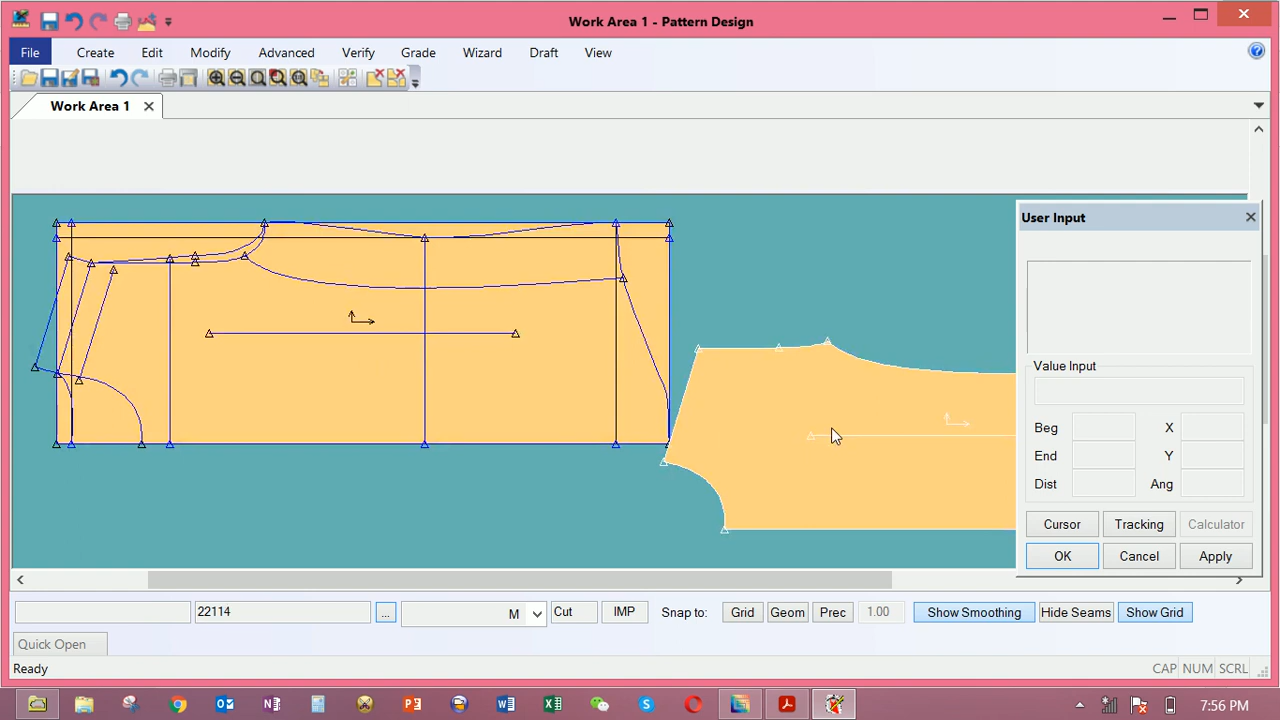 Work Area 1 - Pattern Design
File Create Edit Modify Advanced Verify Grade Wizard Draft View
Work Area 1
User Input
Value Input
Beg X
End Y
Dist Ang
Cursor Tracking Calculator
OK Cancel Apply
22114 ... M Cut IMP Snap to: Grid Geom Prec 1.00 Show Smoothing Hide Seams Show Grid
Quick Open
Ready CAP NUM SCRL
7:56 PM